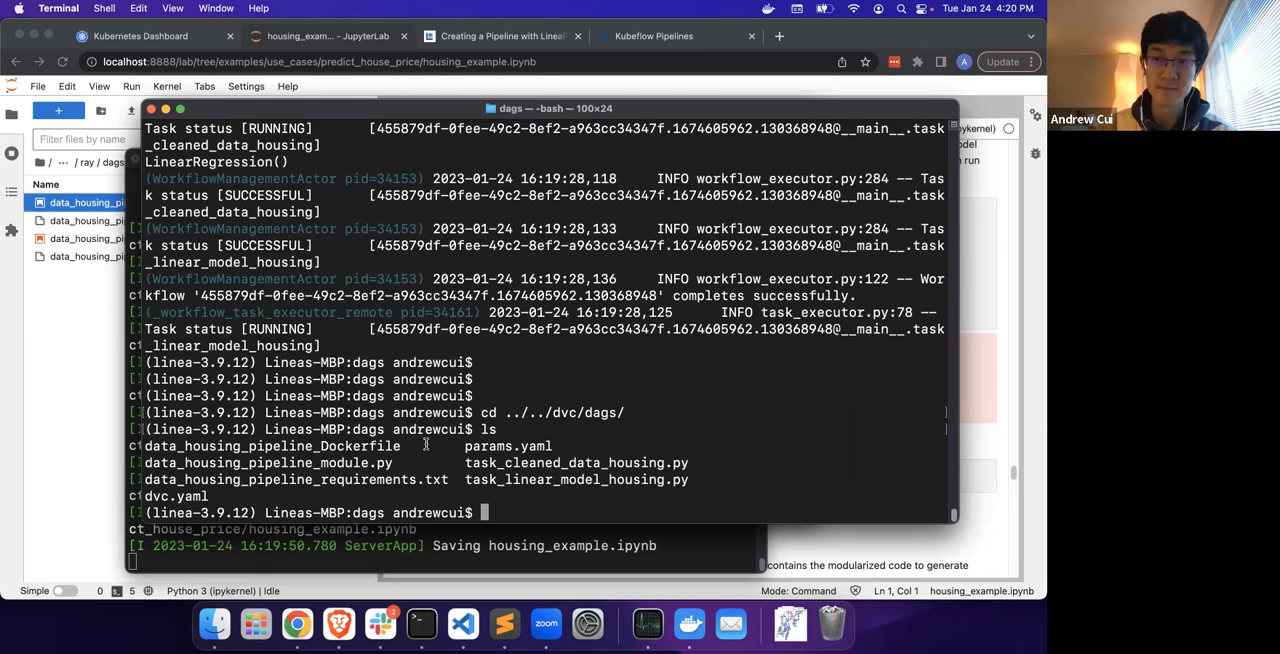 Terminal Shell Edit View Window Help Tue Jan 24 4:20 PM
Kubernetes Dashboard housing_exam... - JupyterLab Creating a Pipeline with LineaP Kubeflow Pipelines
localhost:8888/lab/tree/examples/use_cases/predict_house_price/housing_example.ipynb A Update
File Edit View Run Kernel Tabs Settings Help
dags — -bash — 100×24
Filter files by name
/ ... / ray / dags
Name
data_housing_pi
data_housing_pi
data_housing_pi
data_housing_pi
Task status [RUNNING] [455879df-0fee-49c2-8ef2-a963cc34347f.1674605962.130368948@__main__.task
_cleaned_data_housing]
LinearRegression()
(WorkflowManagementActor pid=34153) 2023-01-24 16:19:28,118 INFO workflow_executor.py:284 -- Tas
k status [SUCCESSFUL] [455879df-0fee-49c2-8ef2-a963cc34347f.1674605962.130368948@__main__.task
_cleaned_data_housing]
(WorkflowManagementActor pid=34153) 2023-01-24 16:19:28,133 INFO workflow_executor.py:284 -- Tas
k status [SUCCESSFUL] [455879df-0fee-49c2-8ef2-a963cc34347f.1674605962.130368948@__main__.task
_linear_model_housing]
(WorkflowManagementActor pid=34153) 2023-01-24 16:19:28,136 INFO workflow_executor.py:122 -- Wor
kflow '455879df-0fee-49c2-8ef2-a963cc34347f.1674605962.130368948' completes successfully.
(_workflow_task_executor_remote pid=34161) 2023-01-24 16:19:28,125 INFO task_executor.py:78 --
Task status [RUNNING] [455879df-0fee-49c2-8ef2-a963cc34347f.1674605962.130368948@__main__.task
_linear_model_housing]
(linea-3.9.12) Lineas-MBP:dags andrewcui$
(linea-3.9.12) Lineas-MBP:dags andrewcui$
(linea-3.9.12) Lineas-MBP:dags andrewcui$
(linea-3.9.12) Lineas-MBP:dags andrewcui$ cd ../../dvc/dags/
(linea-3.9.12) Lineas-MBP:dags andrewcui$ ls
data_housing_pipeline_Dockerfile params.yaml
data_housing_pipeline_module.py task_cleaned_data_housing.py
data_housing_pipeline_requirements.txt task_linear_model_housing.py
dvc.yaml
(linea-3.9.12) Lineas-MBP:dags andrewcui$
ct_house_price/housing_example.ipynb
[I 2023-01-24 16:19:50.780 ServerApp] Saving housing_example.ipynb
ykernel)
odel
n run
contains the modularized code to generate
Simple 0 5 Python 3 (ipykernel) | Idle Mode: Command Ln 1, Col 1 housing_example.ipynb
2
zoom
Andrew Cui